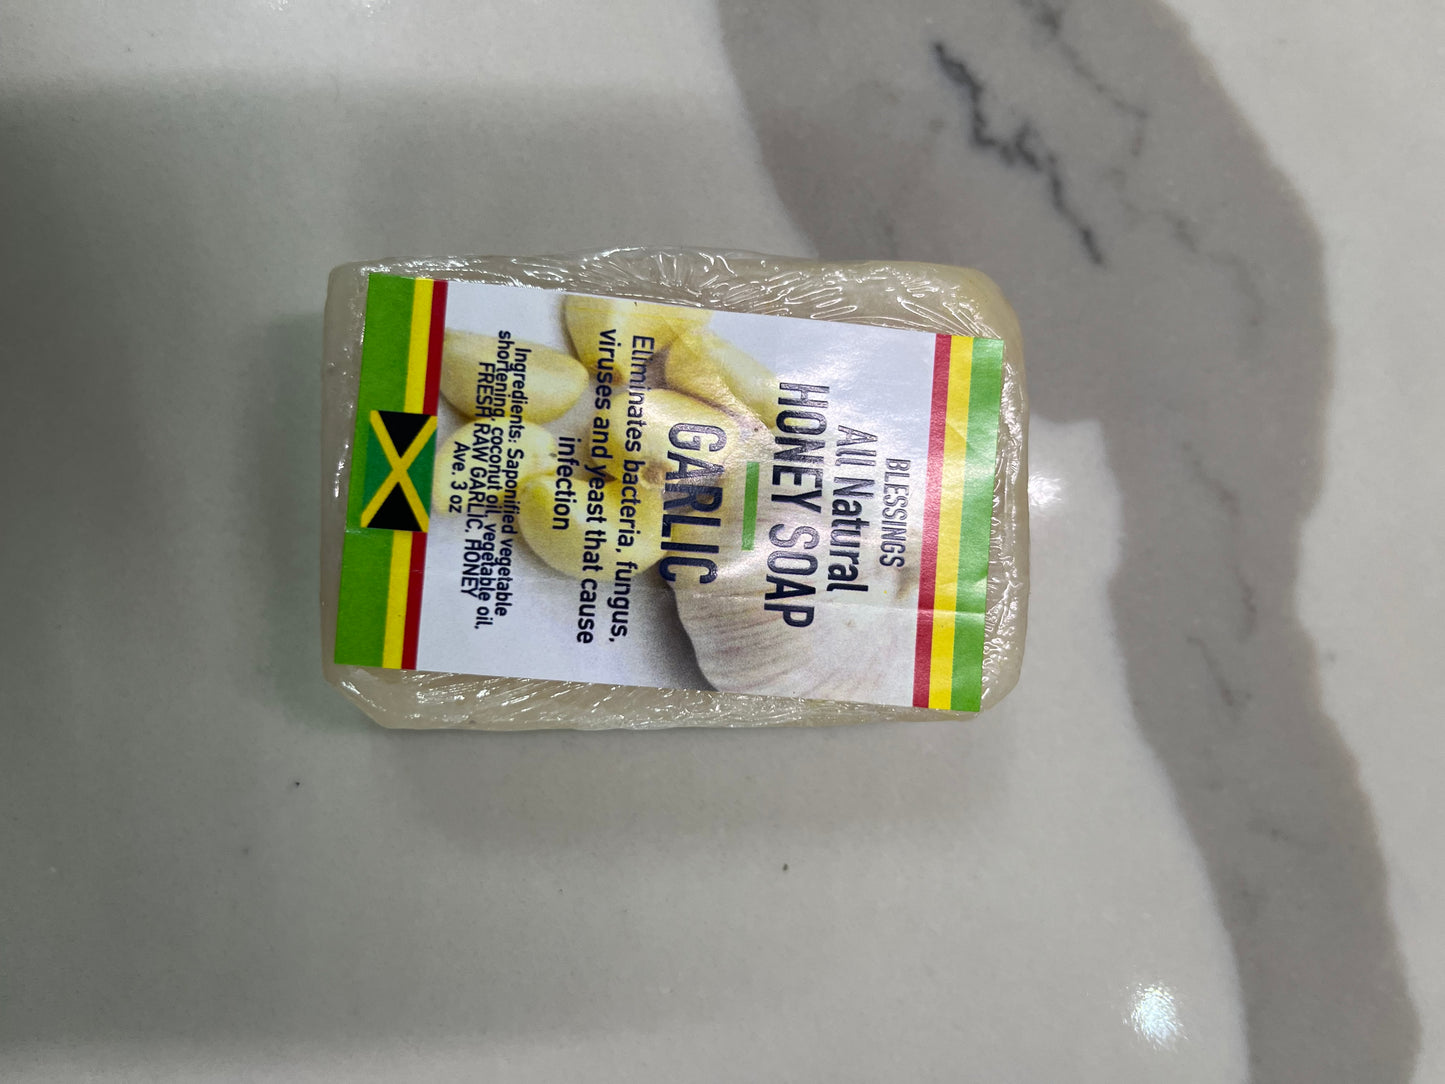 BLESSINGS
All Natural
HONEY SOAP
GARLIC
Eliminates bacteria, fungus,
viruses and yeast that cause
infection
Ingredients: Saponified vegetable
shortening, coconut oil, vegetable oil,
FRESH RAW GARLIC. HONEY
Ave. 3 oz